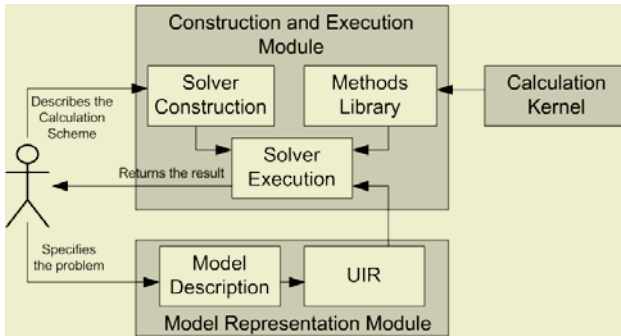 Construction and Execution
Module
Solver
Construction
Methods
Library
Calculation
Kernel
Describes the
Calculation
Scheme
Solver
Execution
Returns the result
Specifies
the problem
Model
Description
UIR
Model Representation Module